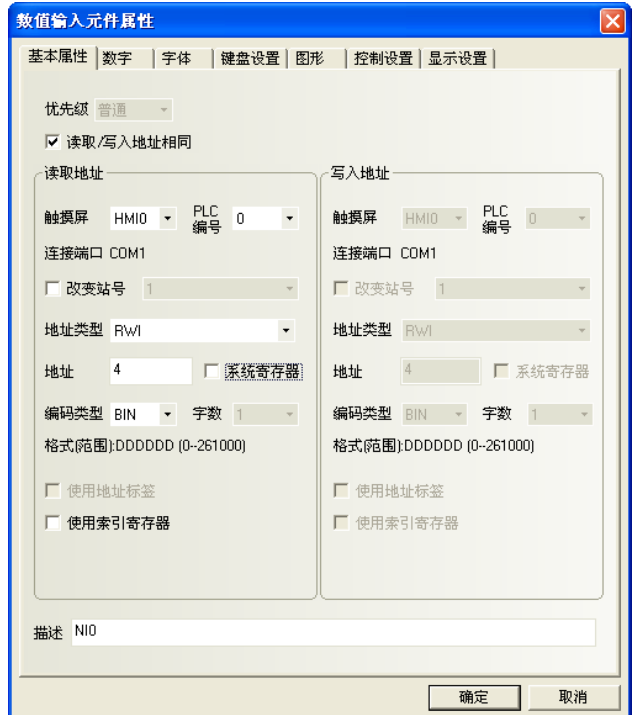 数值输入元件属性
基本属性 数字 字体 键盘设置 图形 控制设置 显示设置
优先级 普通
读取/写入地址相同
读取地址 写入地址
触摸屏 HMI0 PLC编号 0 触摸屏 HMI0 PLC编号 0
连接端口 COM1 连接端口 COM1
改变站号 1 改变站号 1
地址类型 RWI 地址类型 RWI
地址 4 系统寄存器 地址 4 系统寄存器
编码类型 BIN 字数 1 编码类型 BIN 字数 1
格式(范围):DDDDDD (0--261000) 格式(范围):DDDDDD (0--261000)
使用地址标签 使用地址标签
使用索引寄存器 使用索引寄存器
描述 NI0
确定 取消